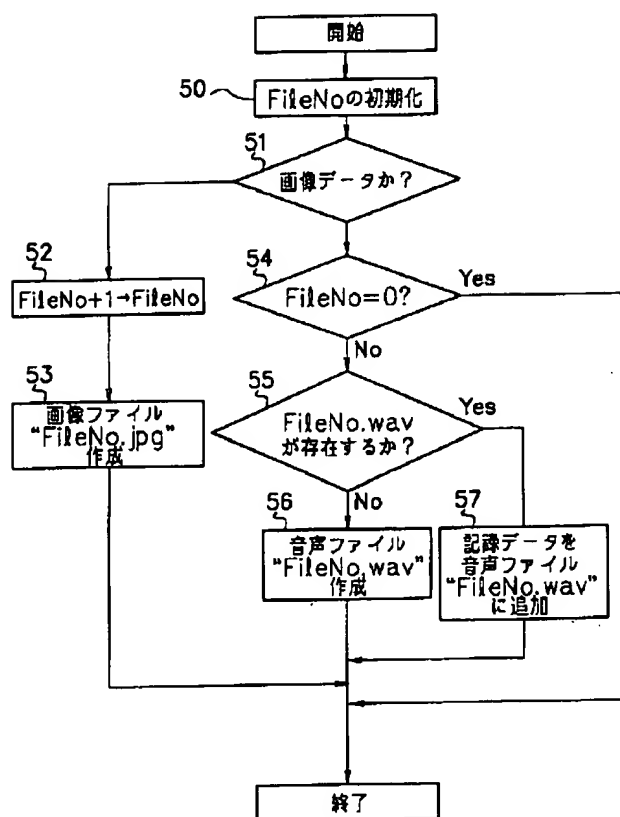 開始
50
FileNoの初期化
51
画像データか?
52
FileNo+1→FileNo
54
FileNo=0?
Yes
No
53
画像ファイル
“FileNo.jpg”
作成
55
FileNo.wav
が存在するか?
Yes
No
56
音声ファイル
“FileNo.wav”
作成
57
記録データを
音声ファイル
“FileNo.wav”
に追加
終了